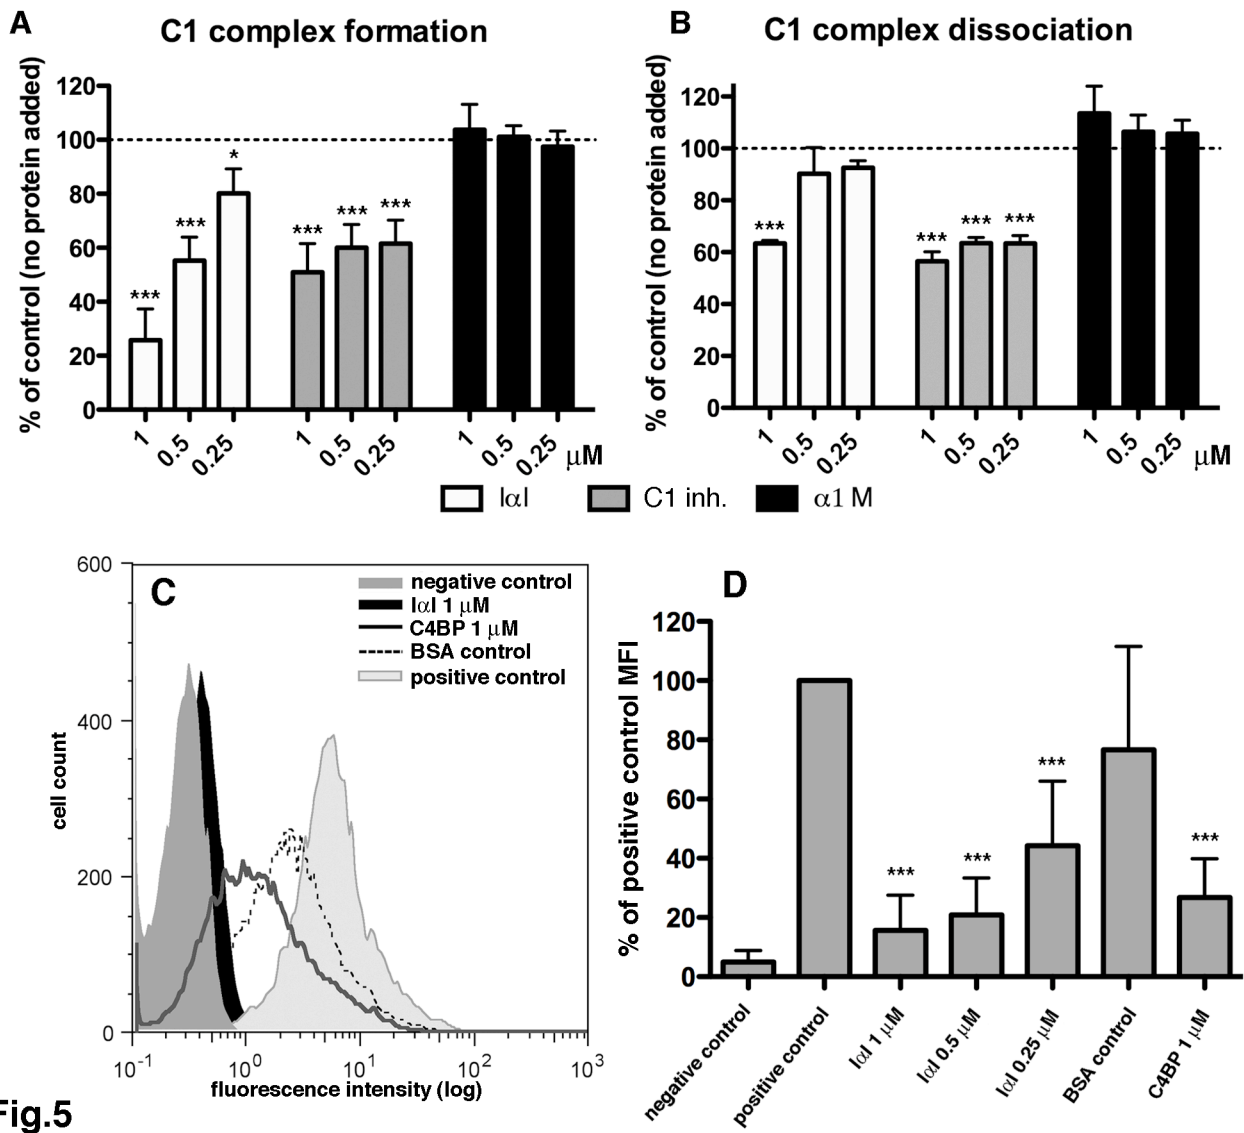 A
C1 complex formation
% of control (no protein added)
120
100
80
60
40
20
0
***
***
*
***
***
***
1
0.5
0.25
1
0.5
0.25
1
0.5
0.25
μM
B
C1 complex dissociation
% of control (no protein added)
120
100
80
60
40
20
0
***
***
***
***
1
0.5
0.25
1
0.5
0.25
1
0.5
0.25
μM
IαI
C1 inh.
α1 M
C
negative control
IαI 1 μM
C4BP 1 μM
BSA control
positive control
cell count
600
400
200
0
10-1
100
101
102
103
fluorescence intensity (log)
D
% of positive control MFI
120
100
80
60
40
20
0
***
***
***
***
negative control
positive control
IαI 1 μM
IαI 0.5 μM
IαI 0.25 μM
BSA control
C4BP 1 μM
Fig.5